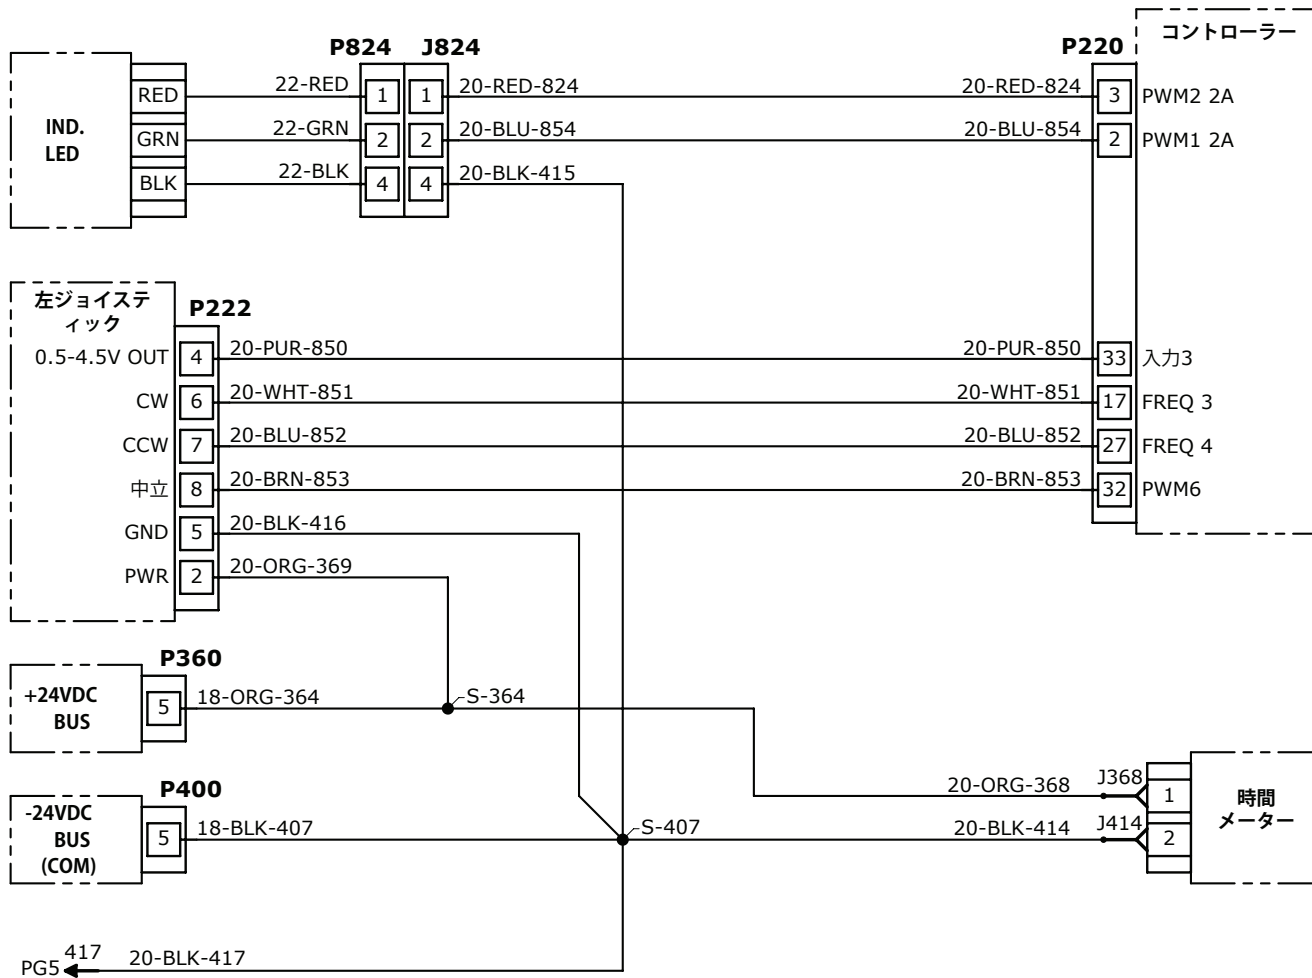 コントローラー
P824 J824
P220
IND.
LED
RED 22-RED 1 1 20-RED-824 20-RED-824 3 PWM2 2A
GRN 22-GRN 2 2 20-BLU-854 20-BLU-854 2 PWM1 2A
BLK 22-BLK 4 4 20-BLK-415
左ジョイステ
ィック
P222
0.5-4.5V OUT 4 20-PUR-850 20-PUR-850 33 入力3
CW 6 20-WHT-851 20-WHT-851 17 FREQ 3
CCW 7 20-BLU-852 20-BLU-852 27 FREQ 4
中立 8 20-BRN-853 20-BRN-853 32 PWM6
GND 5 20-BLK-416
PWR 2 20-ORG-369
P360
+24VDC
BUS
5 18-ORG-364 S-364
P400
-24VDC
BUS
(COM)
5 18-BLK-407 S-407
20-ORG-368 J368 1
20-BLK-414 J414 2
時間
メーター
PG5 417 20-BLK-417